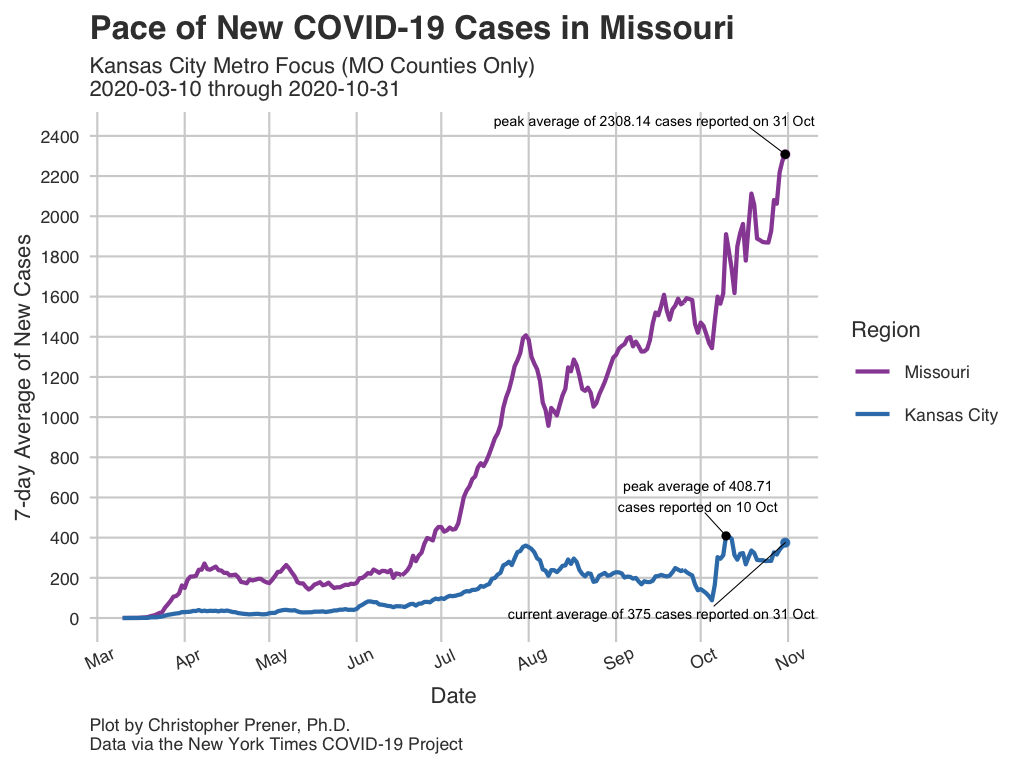 Pace of New COVID-19 Cases in Missouri
Kansas City Metro Focus (MO Counties Only)
2020-03-10 through 2020-10-31
peak average of 2308.14 cases reported on 31 Oct
2400
2200
2000
1800
1600
1400
1200
1000
800
600
400
200
0
7-day Average of New Cases
peak average of 408.71
cases reported on 10 Oct
current average of 375 cases reported on 31 Oct
Mar
Apr
May
Jun
Jul
Aug
Sep
Oct
Nov
Date
Region
Missouri
Kansas City
Plot by Christopher Prener, Ph.D.
Data via the New York Times COVID-19 Project